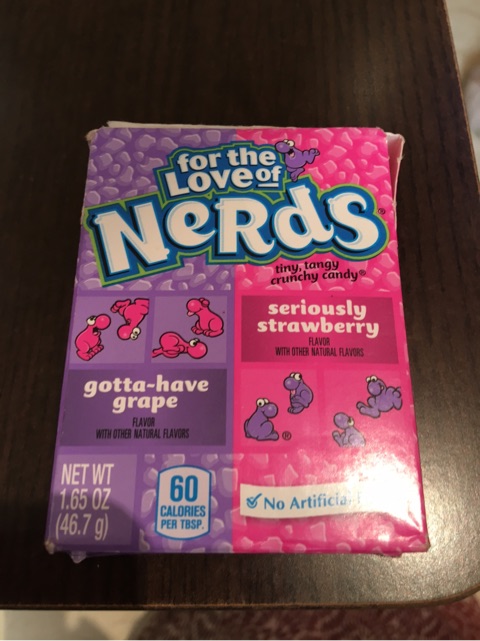 for the
Love of
NeRdS®
tiny, tangy
crunchy candy®
seriously
strawberry
FLAVOR
WITH OTHER NATURAL FLAVORS
gotta-have
grape
FLAVOR
WITH OTHER NATURAL FLAVORS
®
NET WT
1.65 OZ
(46.7 g)
60
CALORIES
PER TBSP.
No